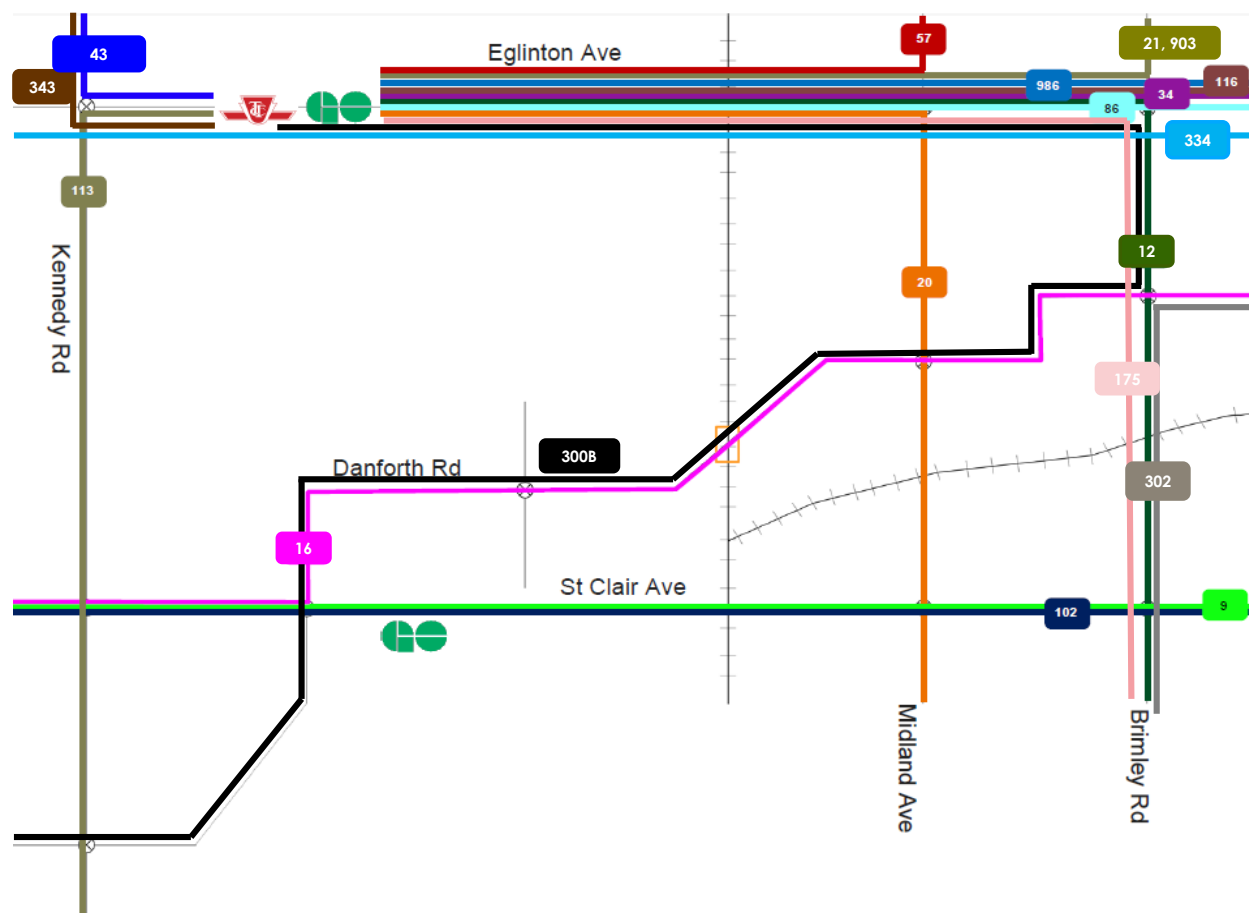 57
43
Eglinton Ave
21, 903
116
343
986
34
86
334
113
Kennedy Rd
12
20
175
300B
Danforth Rd
302
16
St Clair Ave
102
9
Midland Ave
Brimley Rd